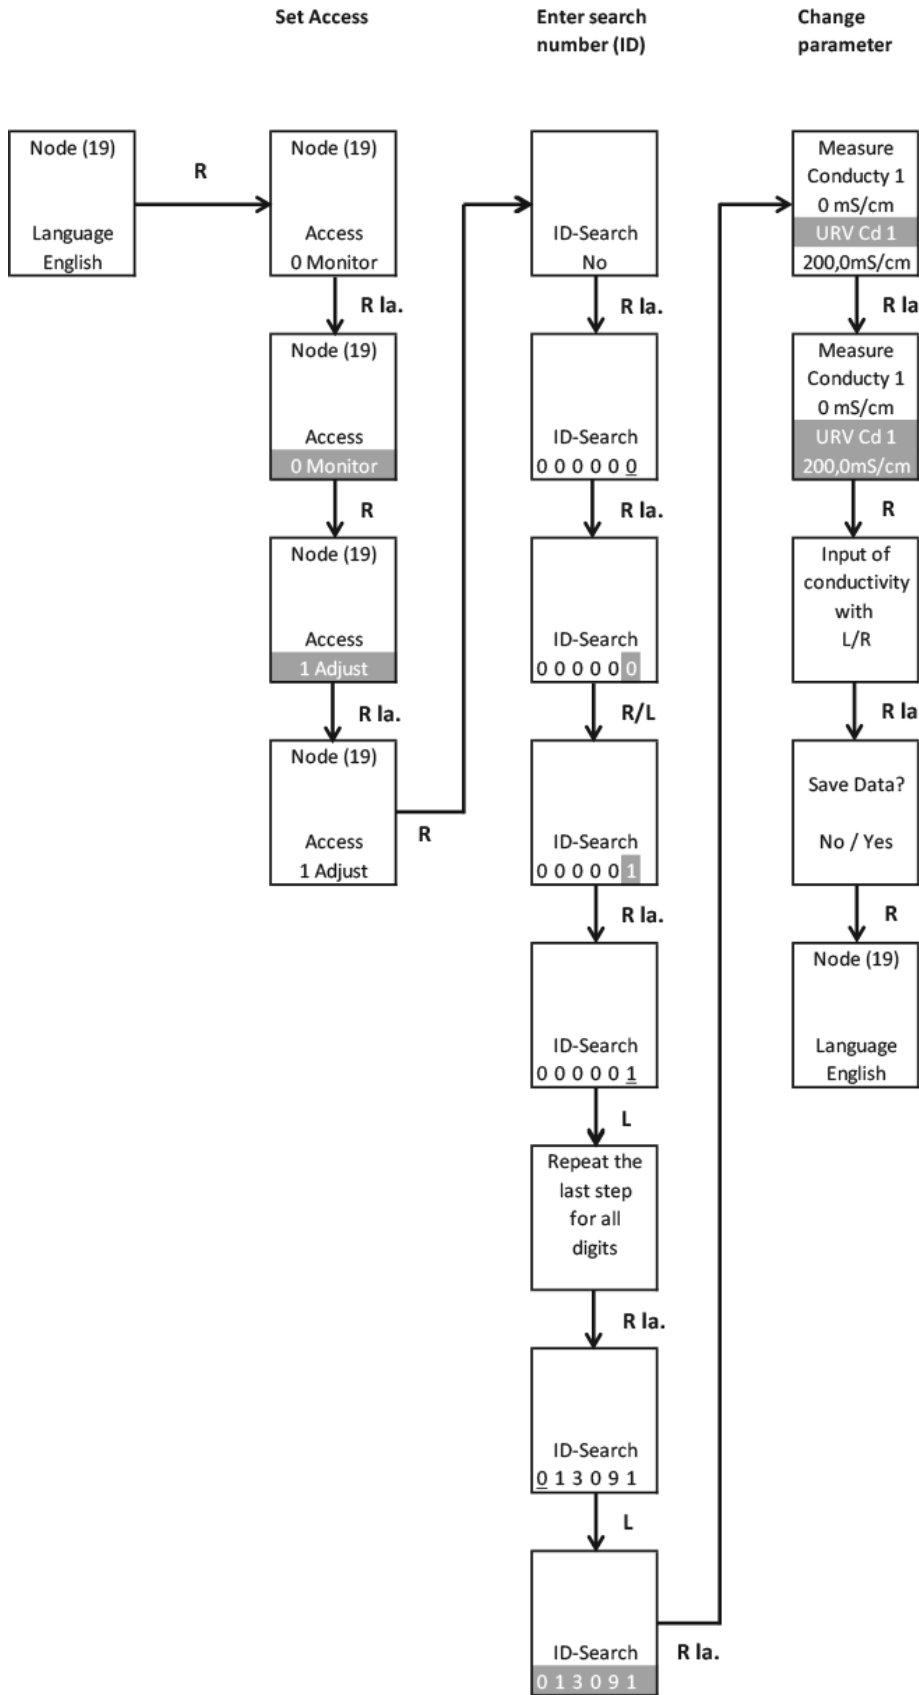 Set Access
Enter search
number (ID)
Change
parameter
Node (19)
Language
English
R
Node (19)
Access
0 Monitor
R la.
Node (19)
Access
0 Monitor
R
Node (19)
Access
1 Adjust
R la.
Node (19)
Access
1 Adjust
R
ID-Search
No
R la.
ID-Search
0 0 0 0 0 0
R la.
ID-Search
0 0 0 0 0 0
R/L
ID-Search
0 0 0 0 0 1
R la.
ID-Search
0 0 0 0 0 1
L
Repeat the
last step
for all
digits
R la.
ID-Search
0 1 3 0 9 1
L
ID-Search
0 1 3 0 9 1
R la.
Measure
Conducty 1
0 mS/cm
URV Cd 1
200,0mS/cm
R la
Measure
Conducty 1
0 mS/cm
URV Cd 1
200,0mS/cm
R
Input of
conductivity
with
L/R
R la
Save Data?
No / Yes
R
Node (19)
Language
English